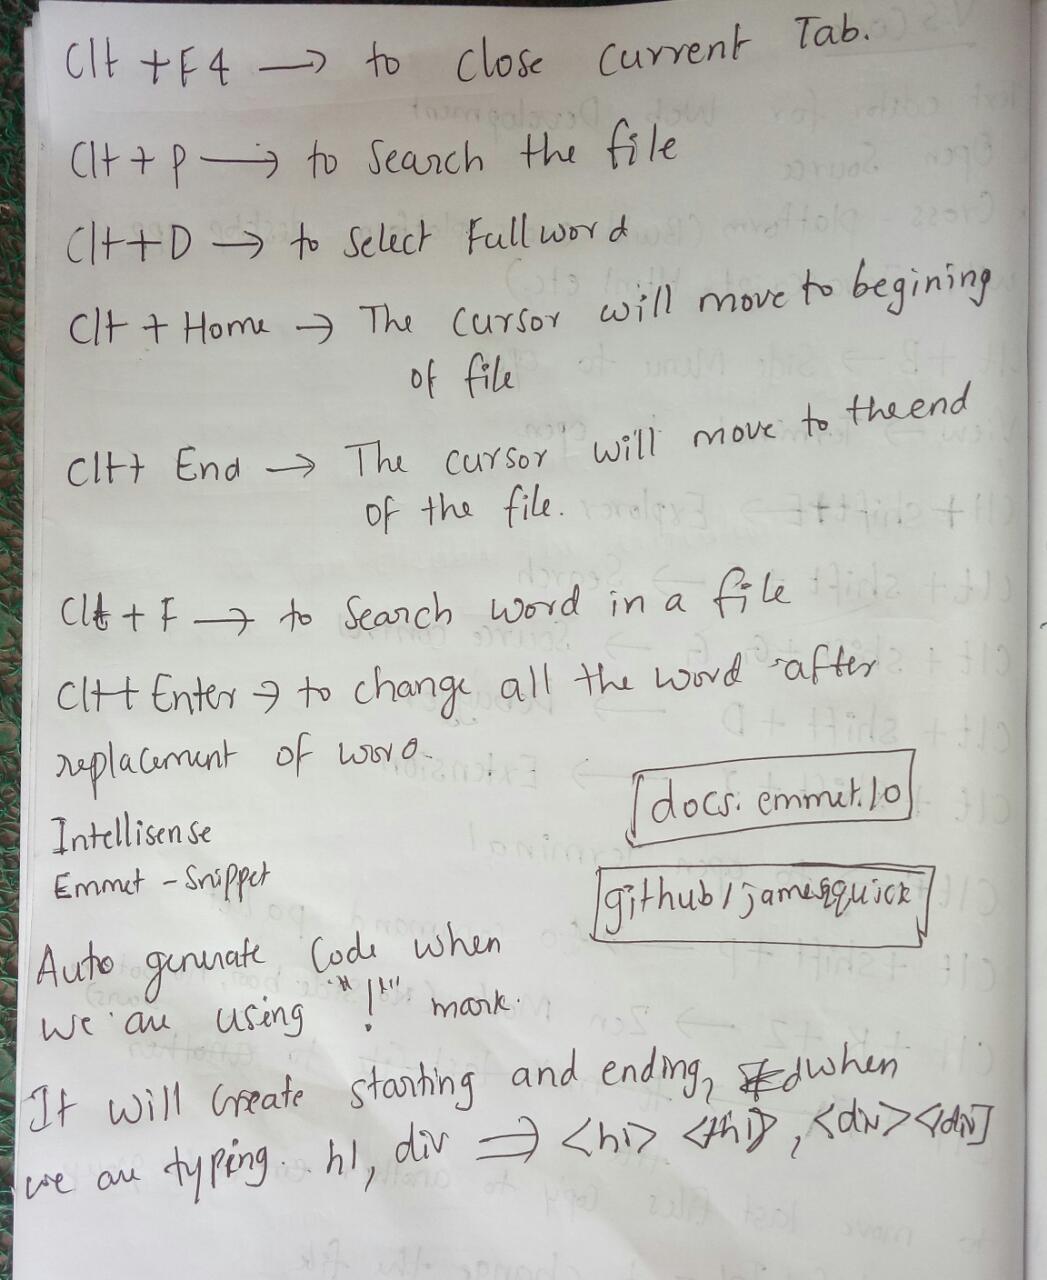 Clt + F4 → to close current Tab.
Clt + P → to search the file
Clt + D → to select Full word
Clt + Home → The cursor will move to begining
of file
Clt + End → The cursor will move to the end
of the file.
Clt + F → to search word in a file
Clt + Enter → to change all the word after
replacement of word.
docs. emmet.io
Intellisense
Emmet - Snippet
github / jamesqquick
Auto generate Code when
we are using "!" mark.
It will Create starting and ending, when
we are typing. h1, div ⇒ <h1> </h1>, <div></div>